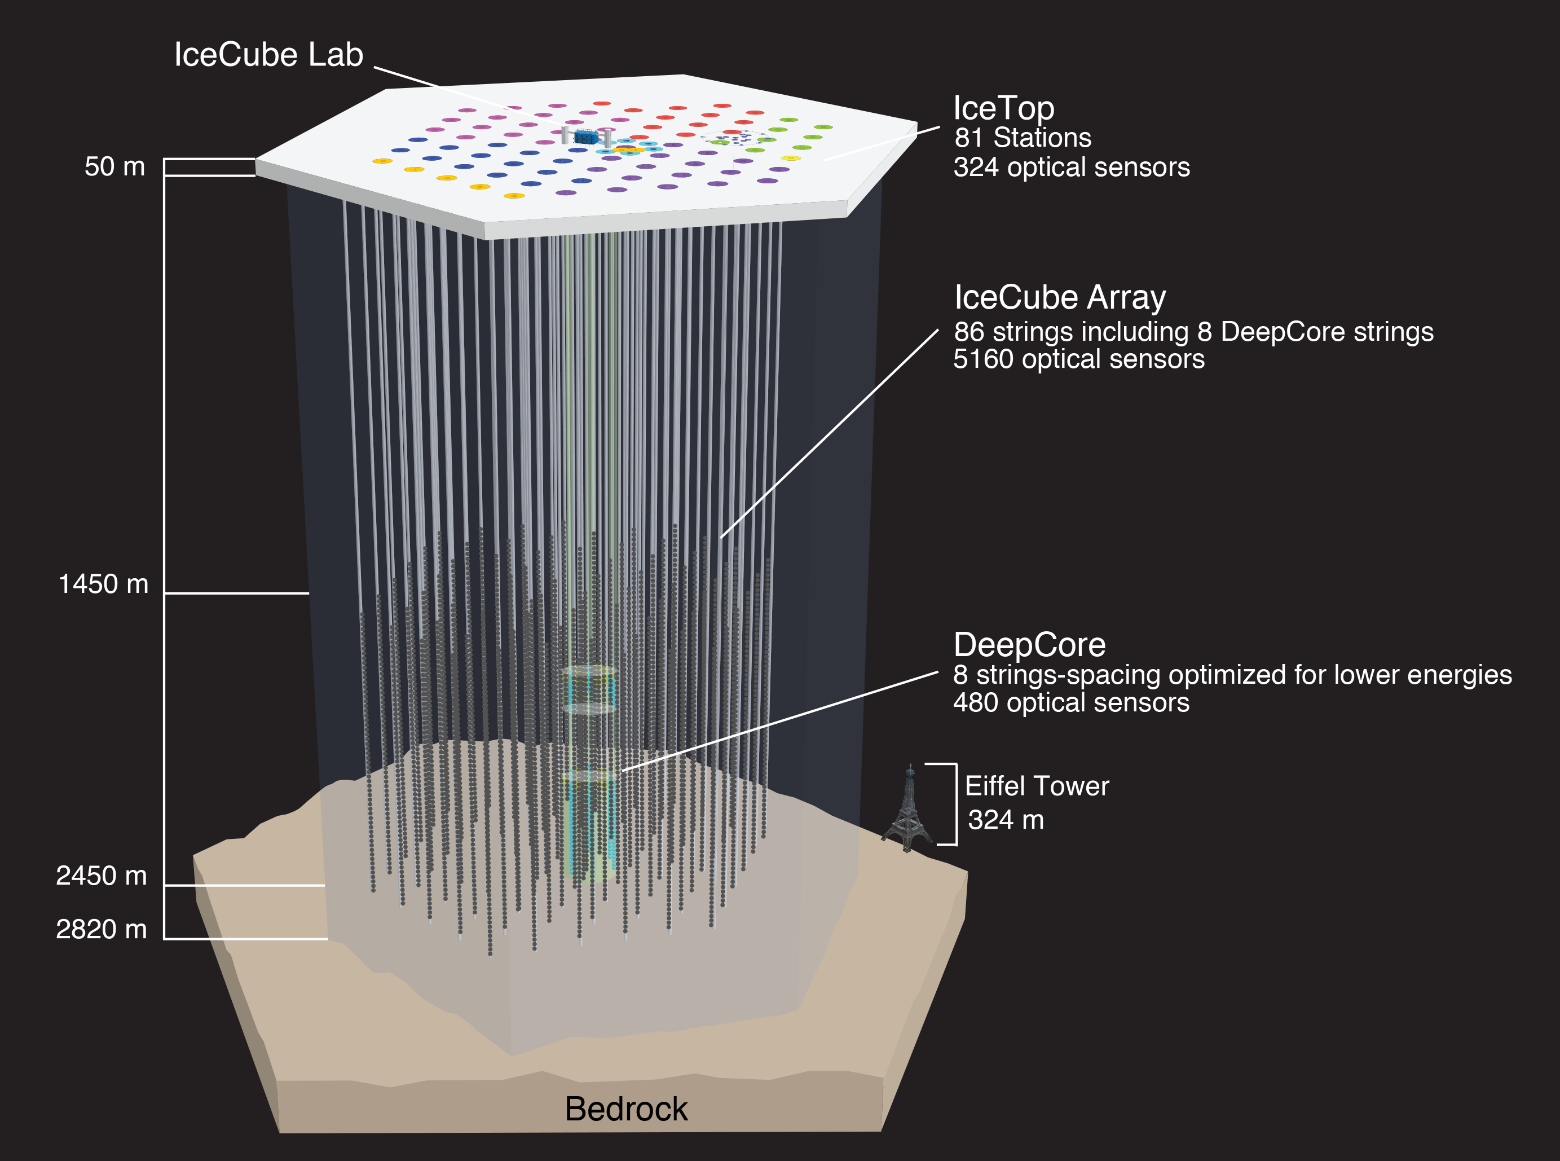 IceCube Lab
IceTop
81 Stations
324 optical sensors
50 m
IceCube Array
86 strings including 8 DeepCore strings
5160 optical sensors
1450 m
DeepCore
8 strings-spacing optimized for lower energies
480 optical sensors
Eiffel Tower
324 m
2450 m
2820 m
Bedrock